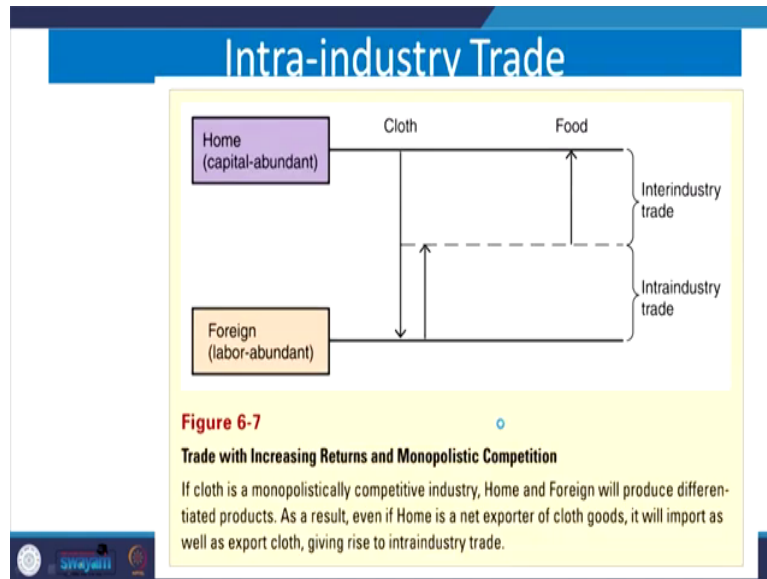 Intra-industry Trade
Home
(capital-abundant)
Cloth
Food
Interindustry
trade
Intraindustry
trade
Foreign
(labor-abundant)
Figure 6-7
Trade with Increasing Returns and Monopolistic Competition
If cloth is a monopolistically competitive industry, Home and Foreign will produce differen-
tiated products. As a result, even if Home is a net exporter of cloth goods, it will import as
well as export cloth, giving rise to intraindustry trade.
swayam